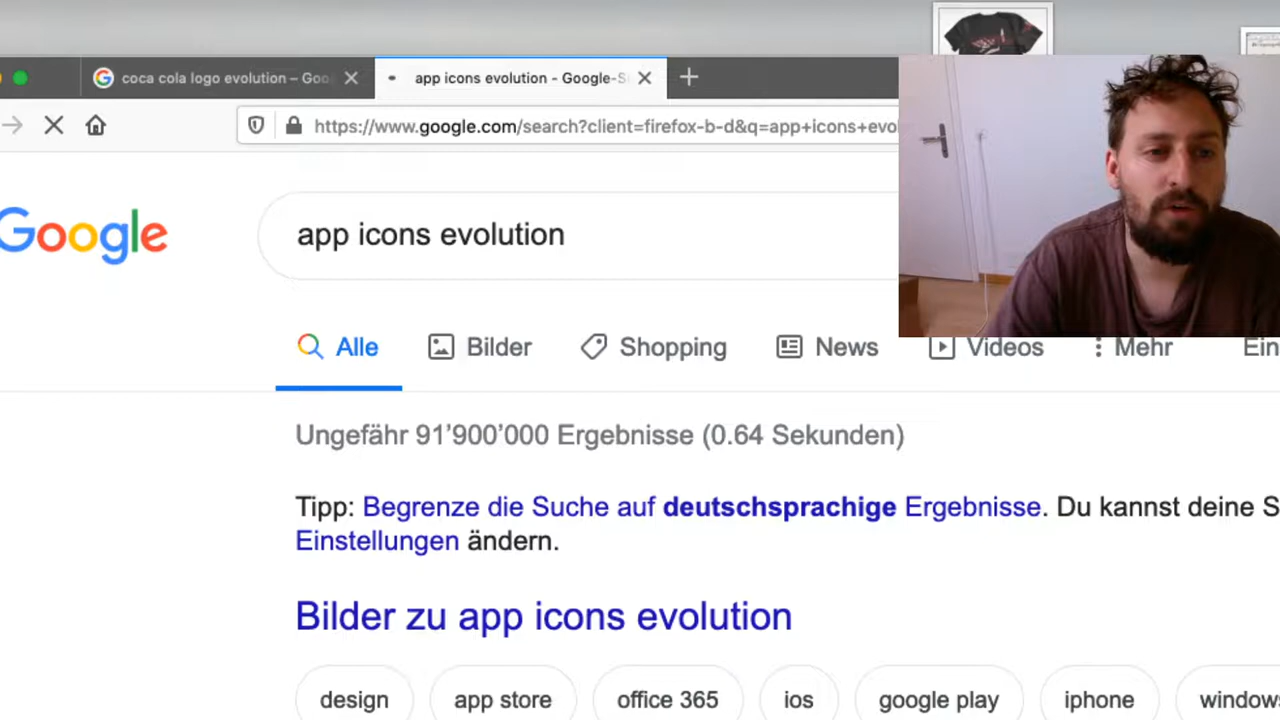 coca cola logo evolution – Goo
app icons evolution - Google-S
https://www.google.com/search?client=firefox-b-d&q=app+icons+evo
Google
app icons evolution
Alle
Bilder
Shopping
News
Videos
Mehr
Ein
Ungefähr 91’900’000 Ergebnisse (0.64 Sekunden)
Tipp: Begrenze die Suche auf deutschsprachige Ergebnisse. Du kannst deine S
Einstellungen ändern.
Bilder zu app icons evolution
design
app store
office 365
ios
google play
iphone
windows